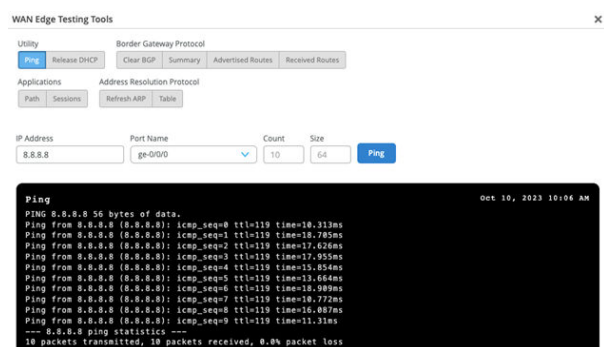 WAN Edge Testing Tools
Utility Border Gateway Protocol
Ping Release DHCP Clear BGP Summary Advertised Routes Received Routes
Applications Address Resolution Protocol
Path Sessions Refresh ARP Table
IP Address Port Name Count Size
8.8.8.8 ge-0/0/0 10 64 Ping
Ping Oct 10, 2023 10:06 AM
PING 8.8.8.8 56 bytes of data.
Ping from 8.8.8.8 (8.8.8.8): icmp_seq=0 ttl=119 time=10.313ms
Ping from 8.8.8.8 (8.8.8.8): icmp_seq=1 ttl=119 time=18.705ms
Ping from 8.8.8.8 (8.8.8.8): icmp_seq=2 ttl=119 time=17.626ms
Ping from 8.8.8.8 (8.8.8.8): icmp_seq=3 ttl=119 time=17.955ms
Ping from 8.8.8.8 (8.8.8.8): icmp_seq=4 ttl=119 time=15.854ms
Ping from 8.8.8.8 (8.8.8.8): icmp_seq=5 ttl=119 time=13.664ms
Ping from 8.8.8.8 (8.8.8.8): icmp_seq=6 ttl=119 time=18.909ms
Ping from 8.8.8.8 (8.8.8.8): icmp_seq=7 ttl=119 time=10.772ms
Ping from 8.8.8.8 (8.8.8.8): icmp_seq=8 ttl=119 time=16.087ms
Ping from 8.8.8.8 (8.8.8.8): icmp_seq=9 ttl=119 time=11.31ms
--- 8.8.8.8 ping statistics ---
10 packets transmitted, 10 packets received, 0.0% packet loss